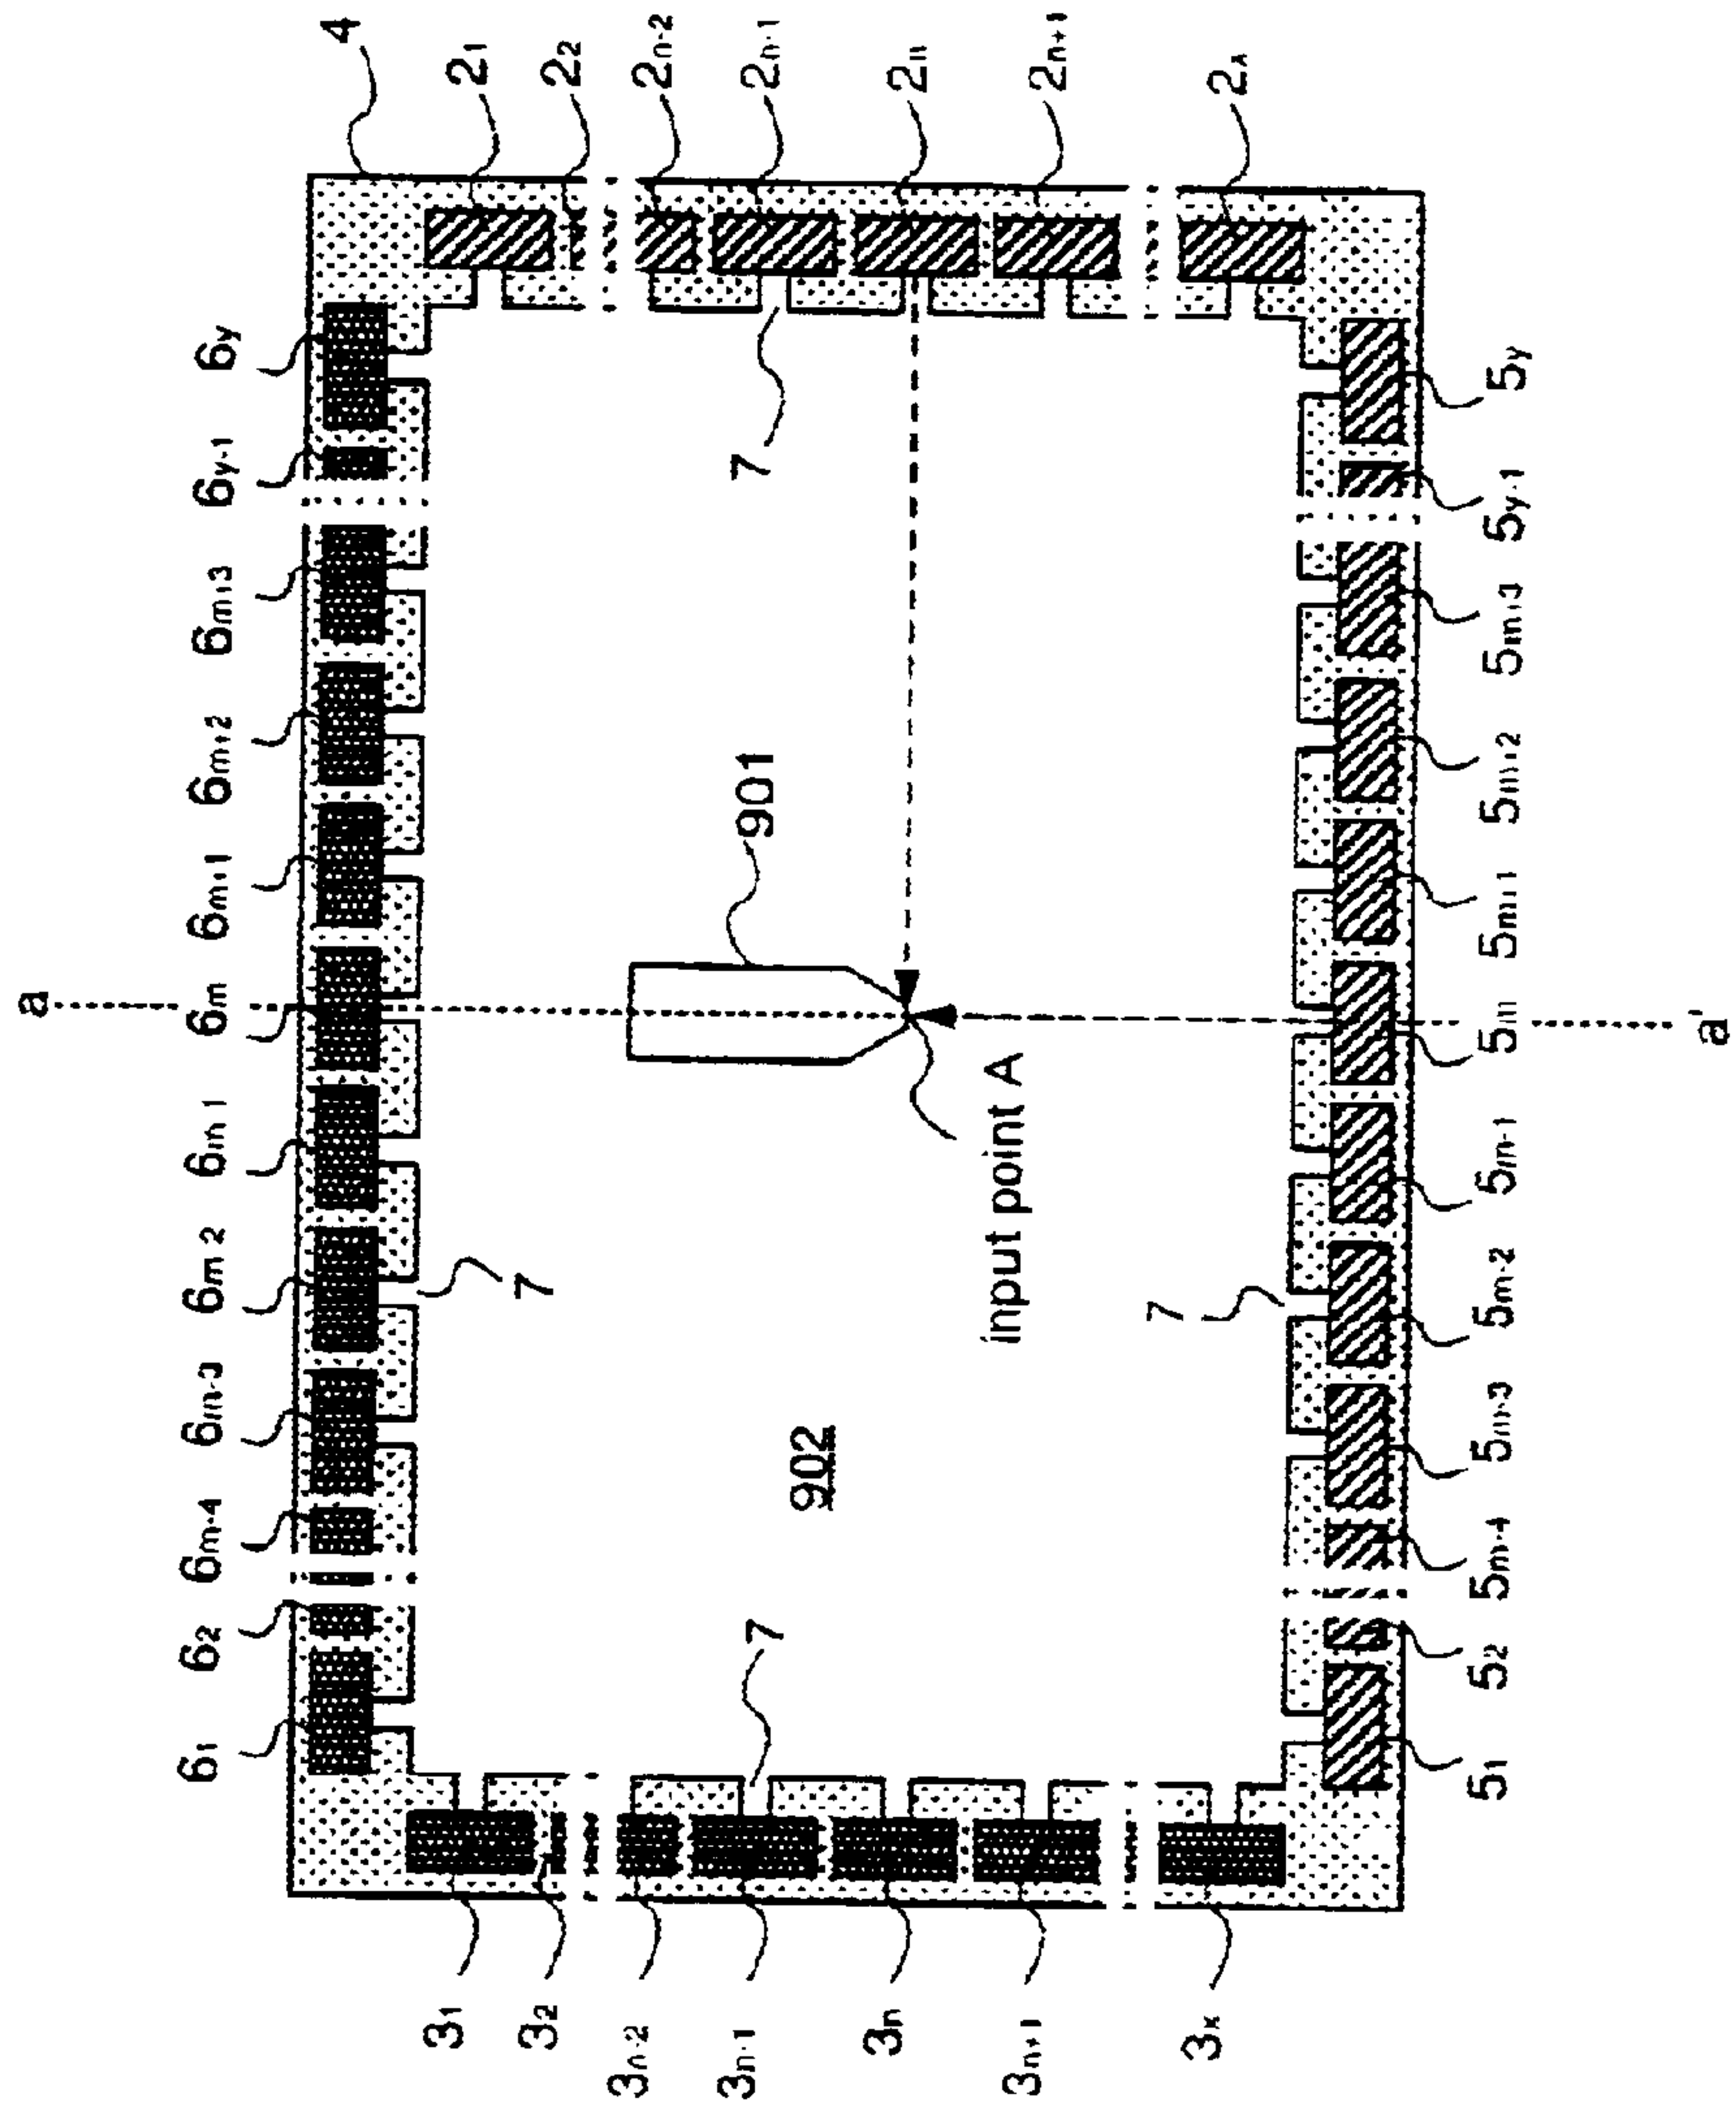 4
2₁
2₂
2n-2
2n-1
2n
2n+1
2x
6y
6y-1
6m+3
6m+2
6m+1
6m
6m-1
6m-2
6m-3
6m-4
6₂
6₁
a
901
input point A
902
7
7
7
7
5y
5y-1
5m+3
5m+2
5m+1
5m
5m-1
5m-2
5m-3
5m-4
5₂
5₁
a'
3₁
3₂
3n-2
3n-1
3n
3n+1
3x